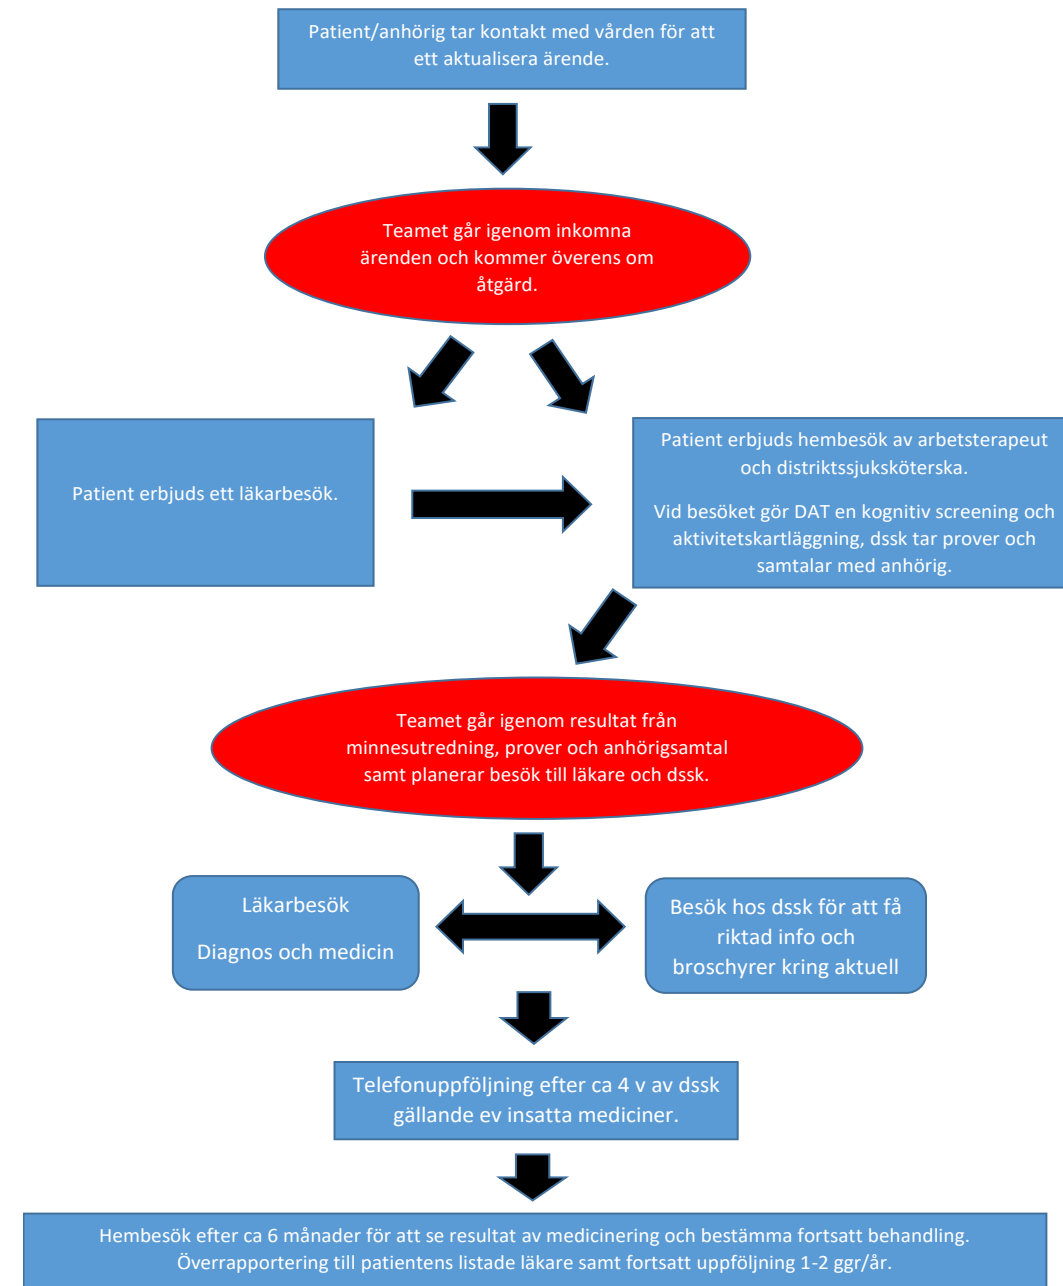 Patient/anhörig tar kontakt med vården för att
ett aktualisera ärende.
Teamet går igenom inkomna
ärenden och kommer överens om
åtgärd.
Patient erbjuds ett läkarbesök.
Patient erbjuds hembesök av arbetsterapeut
och distriktssjuksköterska.
Vid besöket gör DAT en kognitiv screening och
aktivitetskartläggning, dssk tar prover och
samtalar med anhörig.
Teamet går igenom resultat från
minnesutredning, prover och anhörigsamtal
samt planerar besök till läkare och dssk.
Läkarbesök
Diagnos och medicin
Besök hos dssk för att få
riktad info och
broschyrer kring aktuell
Telefonuppföljning efter ca 4 v av dssk
gällande ev insatta mediciner.
Hembesök efter ca 6 månader för att se resultat av medicinering och bestämma fortsatt behandling.
Överrapportering till patientens listade läkare samt fortsatt uppföljning 1-2 ggr/år.